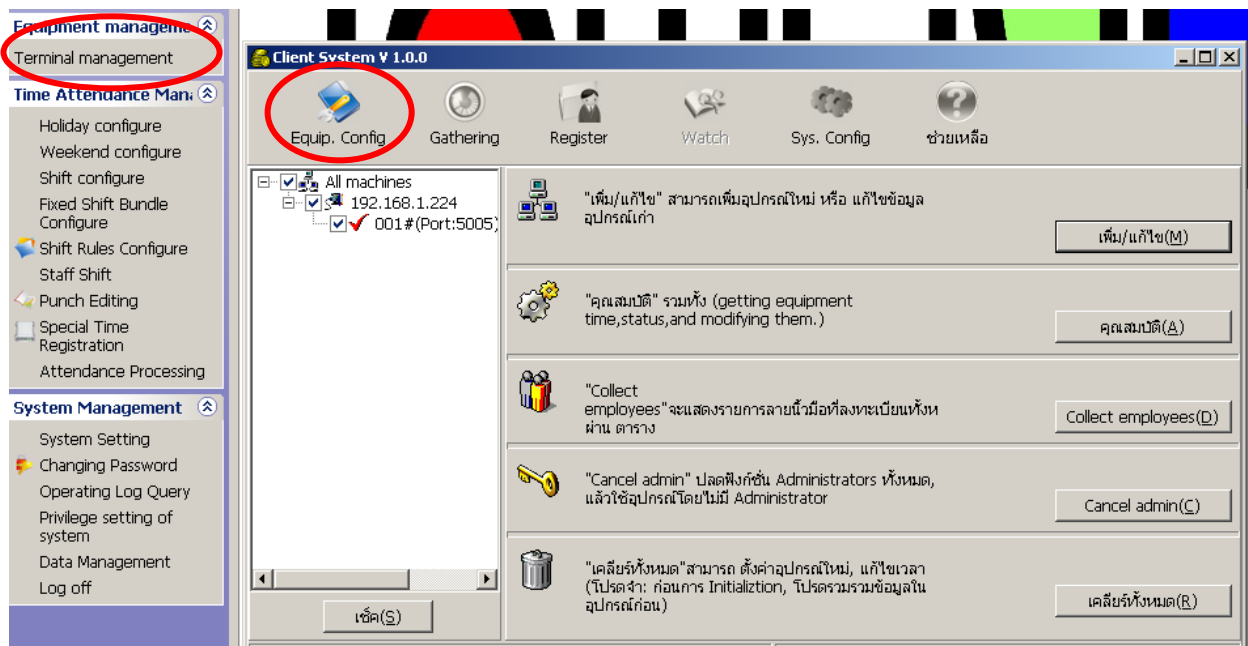 Equipment manageme
Terminal management
Time Attendance Mana
Holiday configure
Weekend configure
Shift configure
Fixed Shift Bundle
Configure
Shift Rules Configure
Staff Shift
Punch Editing
Special Time
Registration
Attendance Processing
System Management
System Setting
Changing Password
Operating Log Query
Privilege setting of
system
Data Management
Log off
Client System V 1.0.0
Equip. Config
Gathering
Register
Watch
Sys. Config
ช่วยเหลือ
All machines
192.168.1.224
001#(Port:5005)
เช็ค(S)
"เพิ่ม/แก้ไข" สามารถเพิ่มอุปกรณ์ใหม่ หรือ แก้ไขข้อมูล
อุปกรณ์เก่า
เพิ่ม/แก้ไข(M)
"คุณสมบัติ" รวมทั้ง (getting equipment
time,status,and modifying them.)
คุณสมบัติ(A)
"Collect
employees"จะแสดงรายการลายนิ้วมือที่ลงทะเบียนทั้งห
ผ่าน ตาราง
Collect employees(D)
"Cancel admin" ปลดฟังก์ชั่น Administrators ทั้งหมด,
แล้วใช้อุปกรณ์โดยไม่มี Administrator
Cancel admin(C)
"เคลียร์ทั้งหมด"สามารถ ตั้งค่าอุปกรณ์ใหม่, แก้ไขเวลา
(โปรดจำ: ก่อนการ Initializtion, โปรดรวมรวมข้อมูลใน
อุปกรณ์ก่อน)
เคลียร์ทั้งหมด(R)